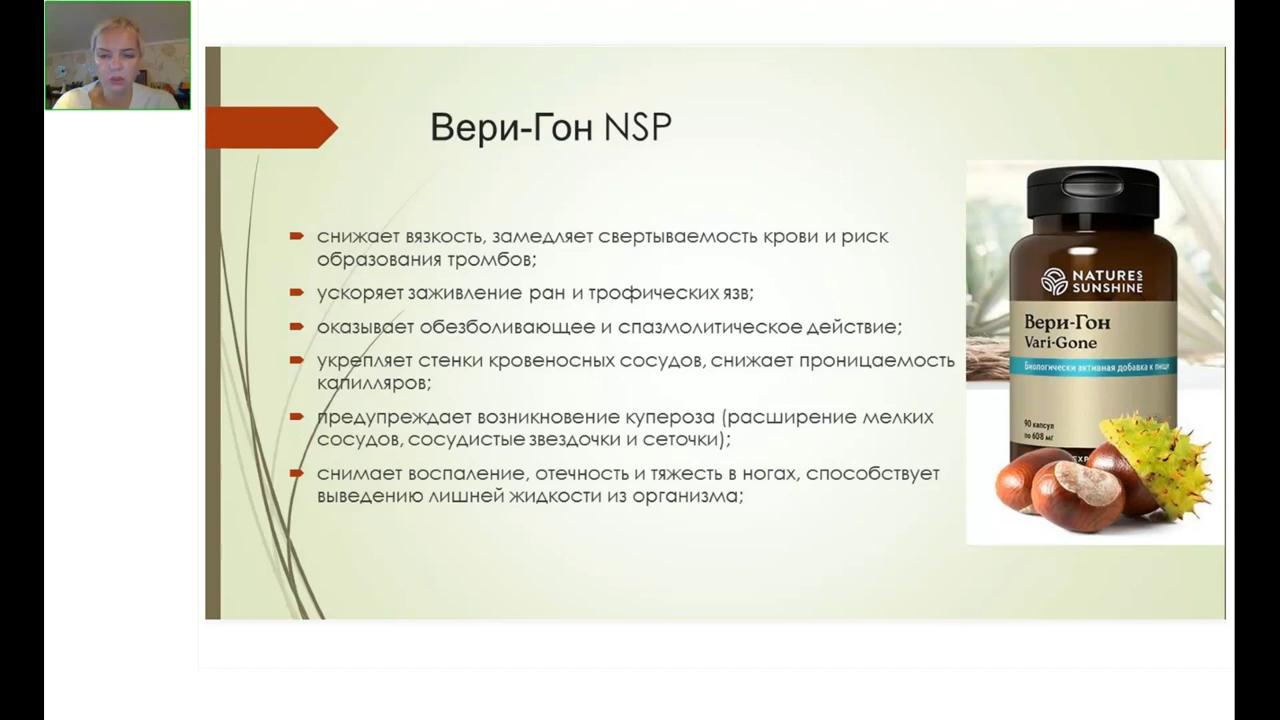 Вери-Гон NSP
снижает вязкость, замедляет свертываемость крови и риск
образования тромбов;
ускоряет заживление ран и трофических язв;
оказывает обезболивающее и спазмолитическое действие;
укрепляет стенки кровеносных сосудов, снижает проницаемость
капилляров;
предупреждает возникновение купероза (расширение мелких
сосудов, сосудистые звездочки и сеточки);
снимает воспаление, отечность и тяжесть в ногах, способствует
выведению лишней жидкости из организма;
NATURES
SUNSHINE
Вери-Гон
Vari-Gone
Биологически активная добавка к пище
90 капсул
по 608 мг